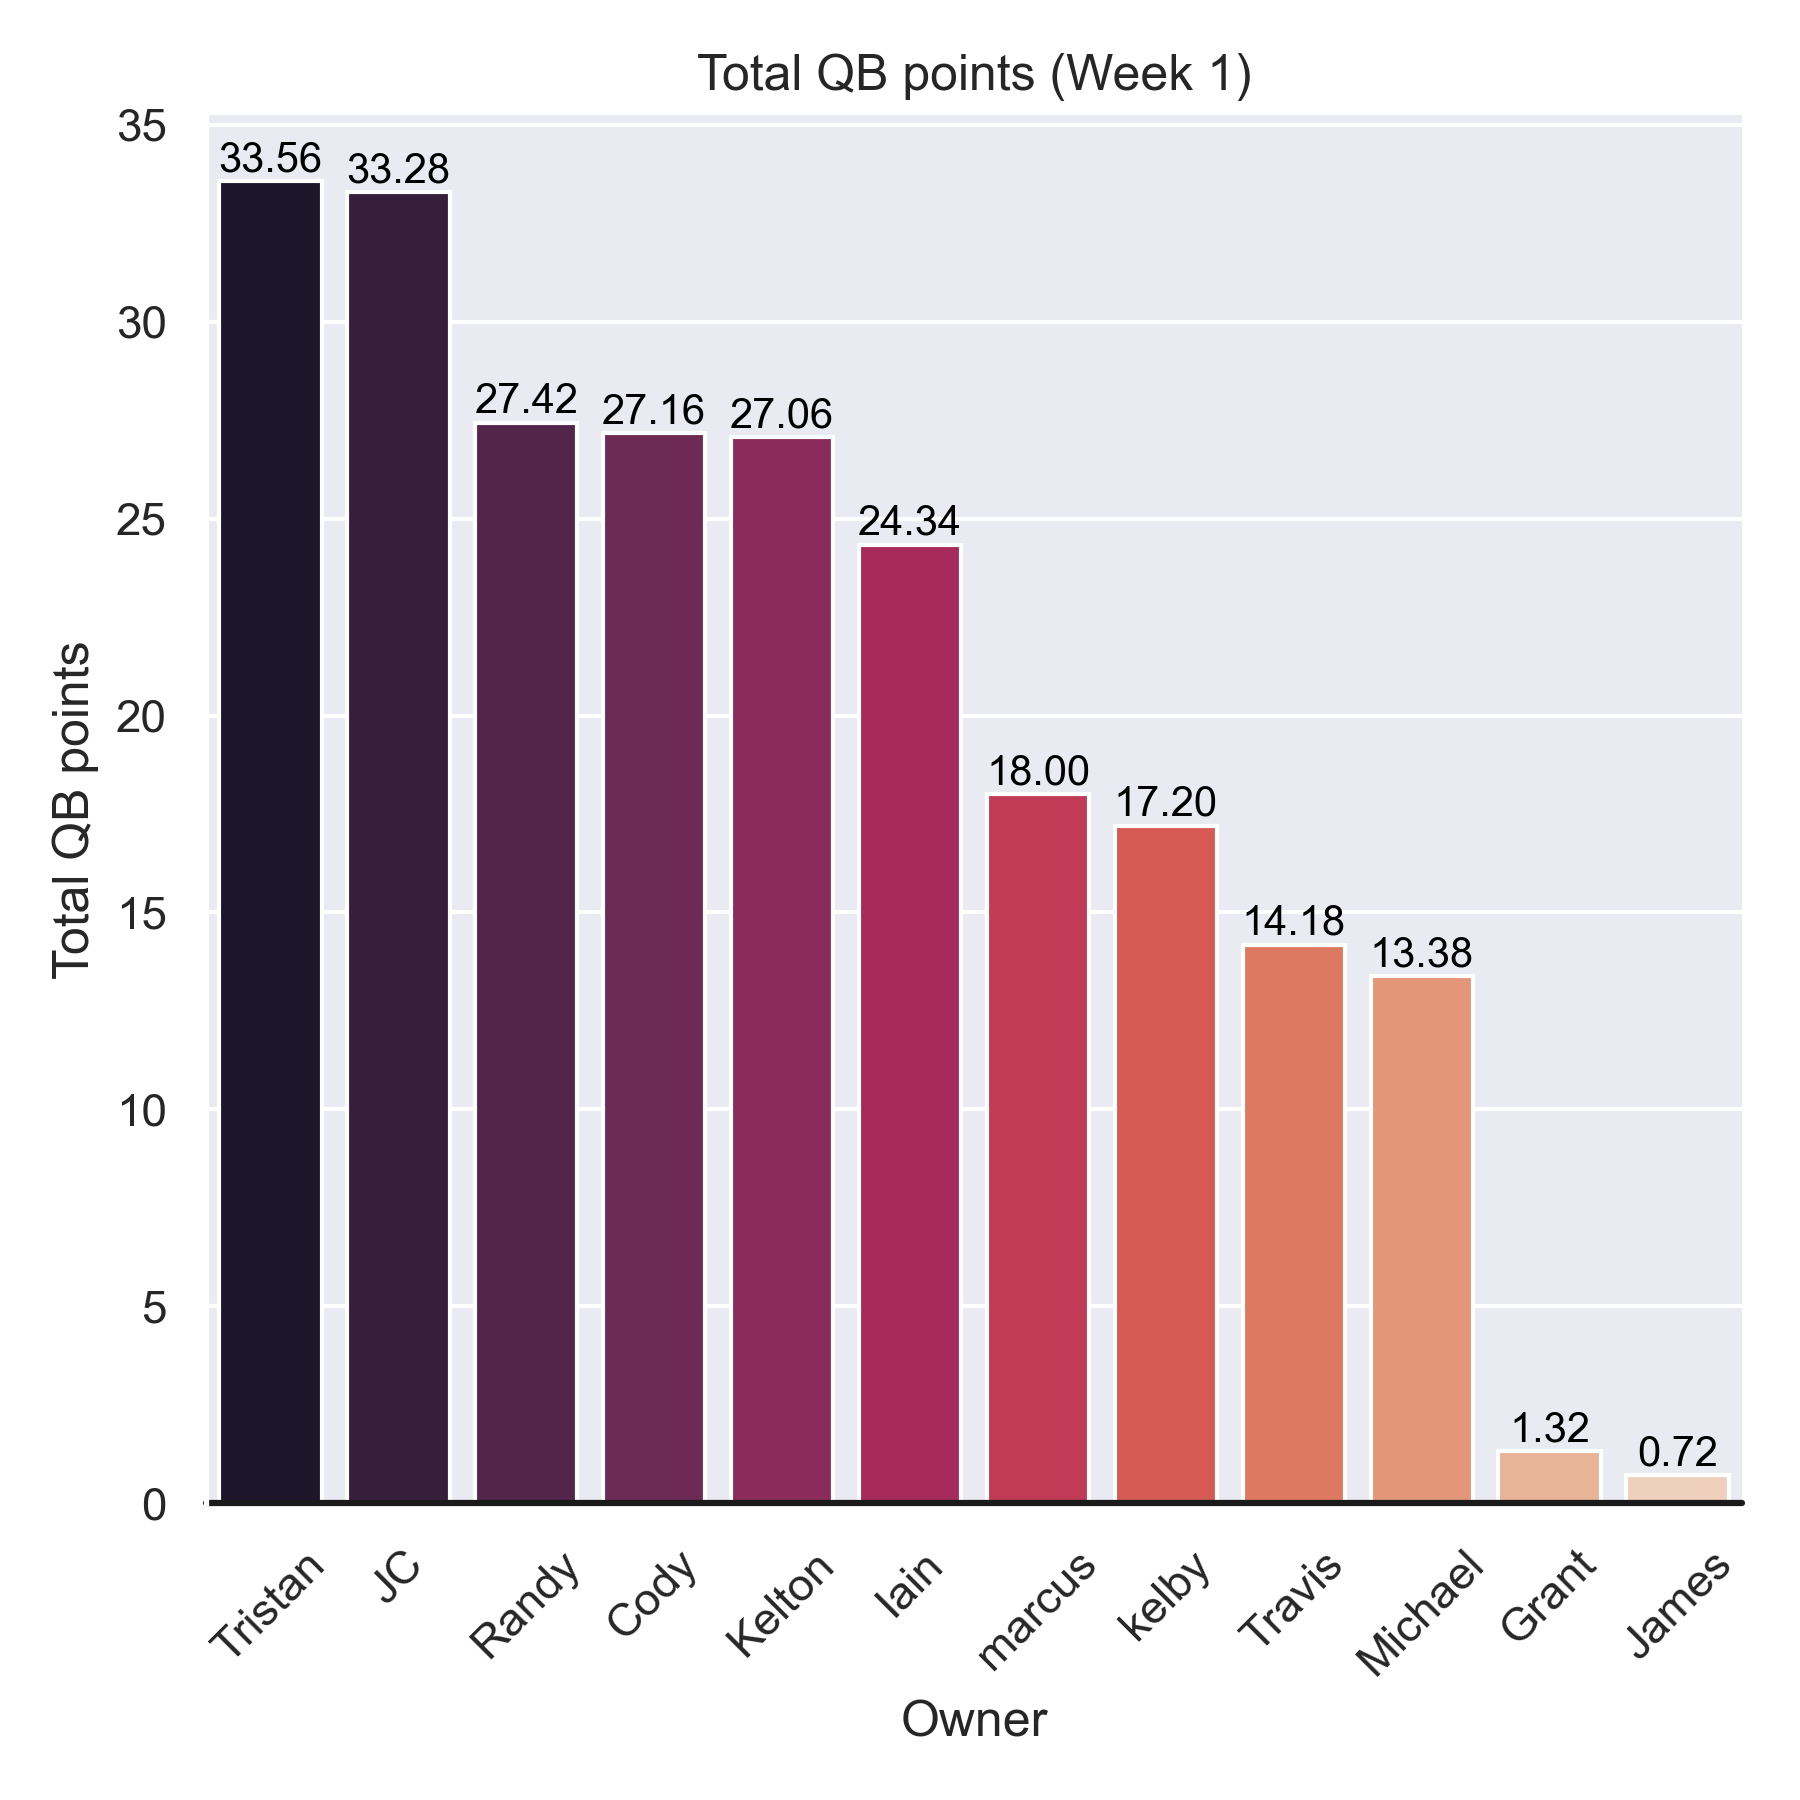 Total QB points (Week 1)
Total QB points
35
30
25
20
15
10
5
0
33.56
33.28
27.42
27.16
27.06
24.34
18.00
17.20
14.18
13.38
1.32
0.72
Tristan
JC
Randy
Cody
Kelton
Iain
marcus
kelby
Travis
Michael
Grant
James
Owner